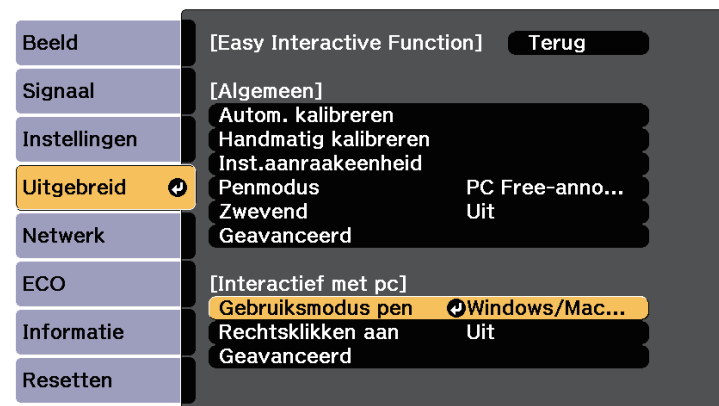 Beeld
Signaal
Instellingen
Uitgebreid
Netwerk
ECO
Informatie
Resetten
[Easy Interactive Function] Terug
[Algemeen]
Autom. kalibreren
Handmatig kalibreren
Inst.aanraakeenheid
Penmodus PC Free-anno...
Zwevend Uit
Geavanceerd
[Interactief met pc]
Gebruiksmodus pen Windows/Mac...
Rechtsklikken aan Uit
Geavanceerd